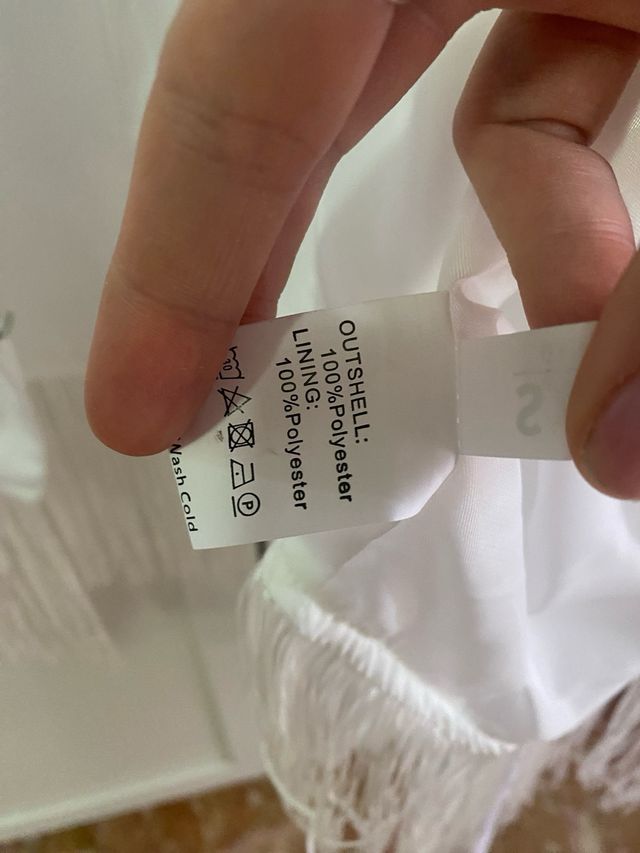 OUTSHELL:
100%Polyester
LINING:
100%Polyester
P
Wash Cold
S